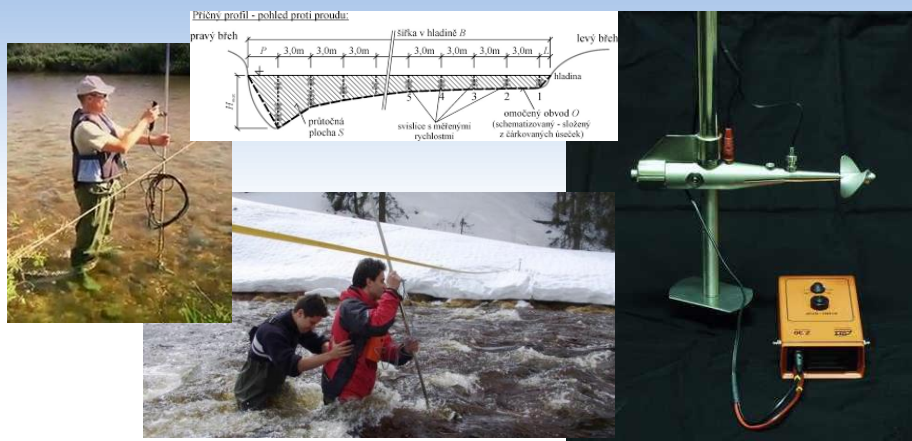 Příčný profil - pohled proti proudu:
pravý břeh
šířka v hladině B
levý břeh
P 3,0m 3,0m 3,0m 3,0m 3,0m 3,0m 3,0m L
hladina
5 4 3 2 1
průtočná
plocha S
svislice s měřenými
rychlostmi
omočený obvod O
(schematizovaný - složený
z čárkovaných úseček)